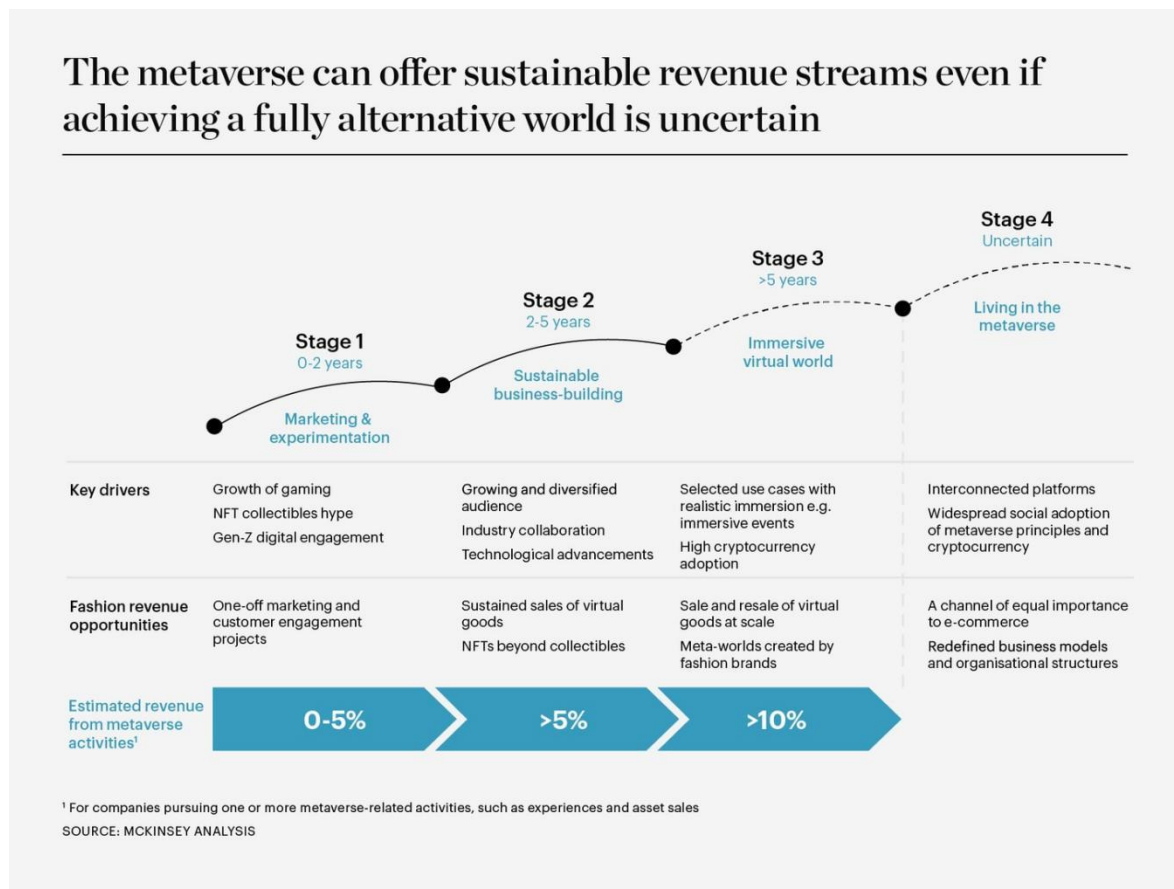 The metaverse can offer sustainable revenue streams even if
achieving a fully alternative world is uncertain
Stage 1
0-2 years
Marketing &
experimentation
Stage 2
2-5 years
Sustainable
business-building
Stage 3
>5 years
Immersive
virtual world
Stage 4
Uncertain
Living in the
metaverse
Key drivers
Growth of gaming
NFT collectibles hype
Gen-Z digital engagement
Growing and diversified
audience
Industry collaboration
Technological advancements
Selected use cases with
realistic immersion e.g.
immersive events
High cryptocurrency
adoption
Interconnected platforms
Widespread social adoption
of metaverse principles and
cryptocurrency
Fashion revenue
opportunities
One-off marketing and
customer engagement
projects
Sustained sales of virtual
goods
NFTs beyond collectibles
Sale and resale of virtual
goods at scale
Meta-worlds created by
fashion brands
A channel of equal importance
to e-commerce
Redefined business models
and organisational structures
Estimated revenue
from metaverse
activities¹
0-5%
>5%
>10%
¹ For companies pursuing one or more metaverse-related activities, such as experiences and asset sales
SOURCE: MCKINSEY ANALYSIS